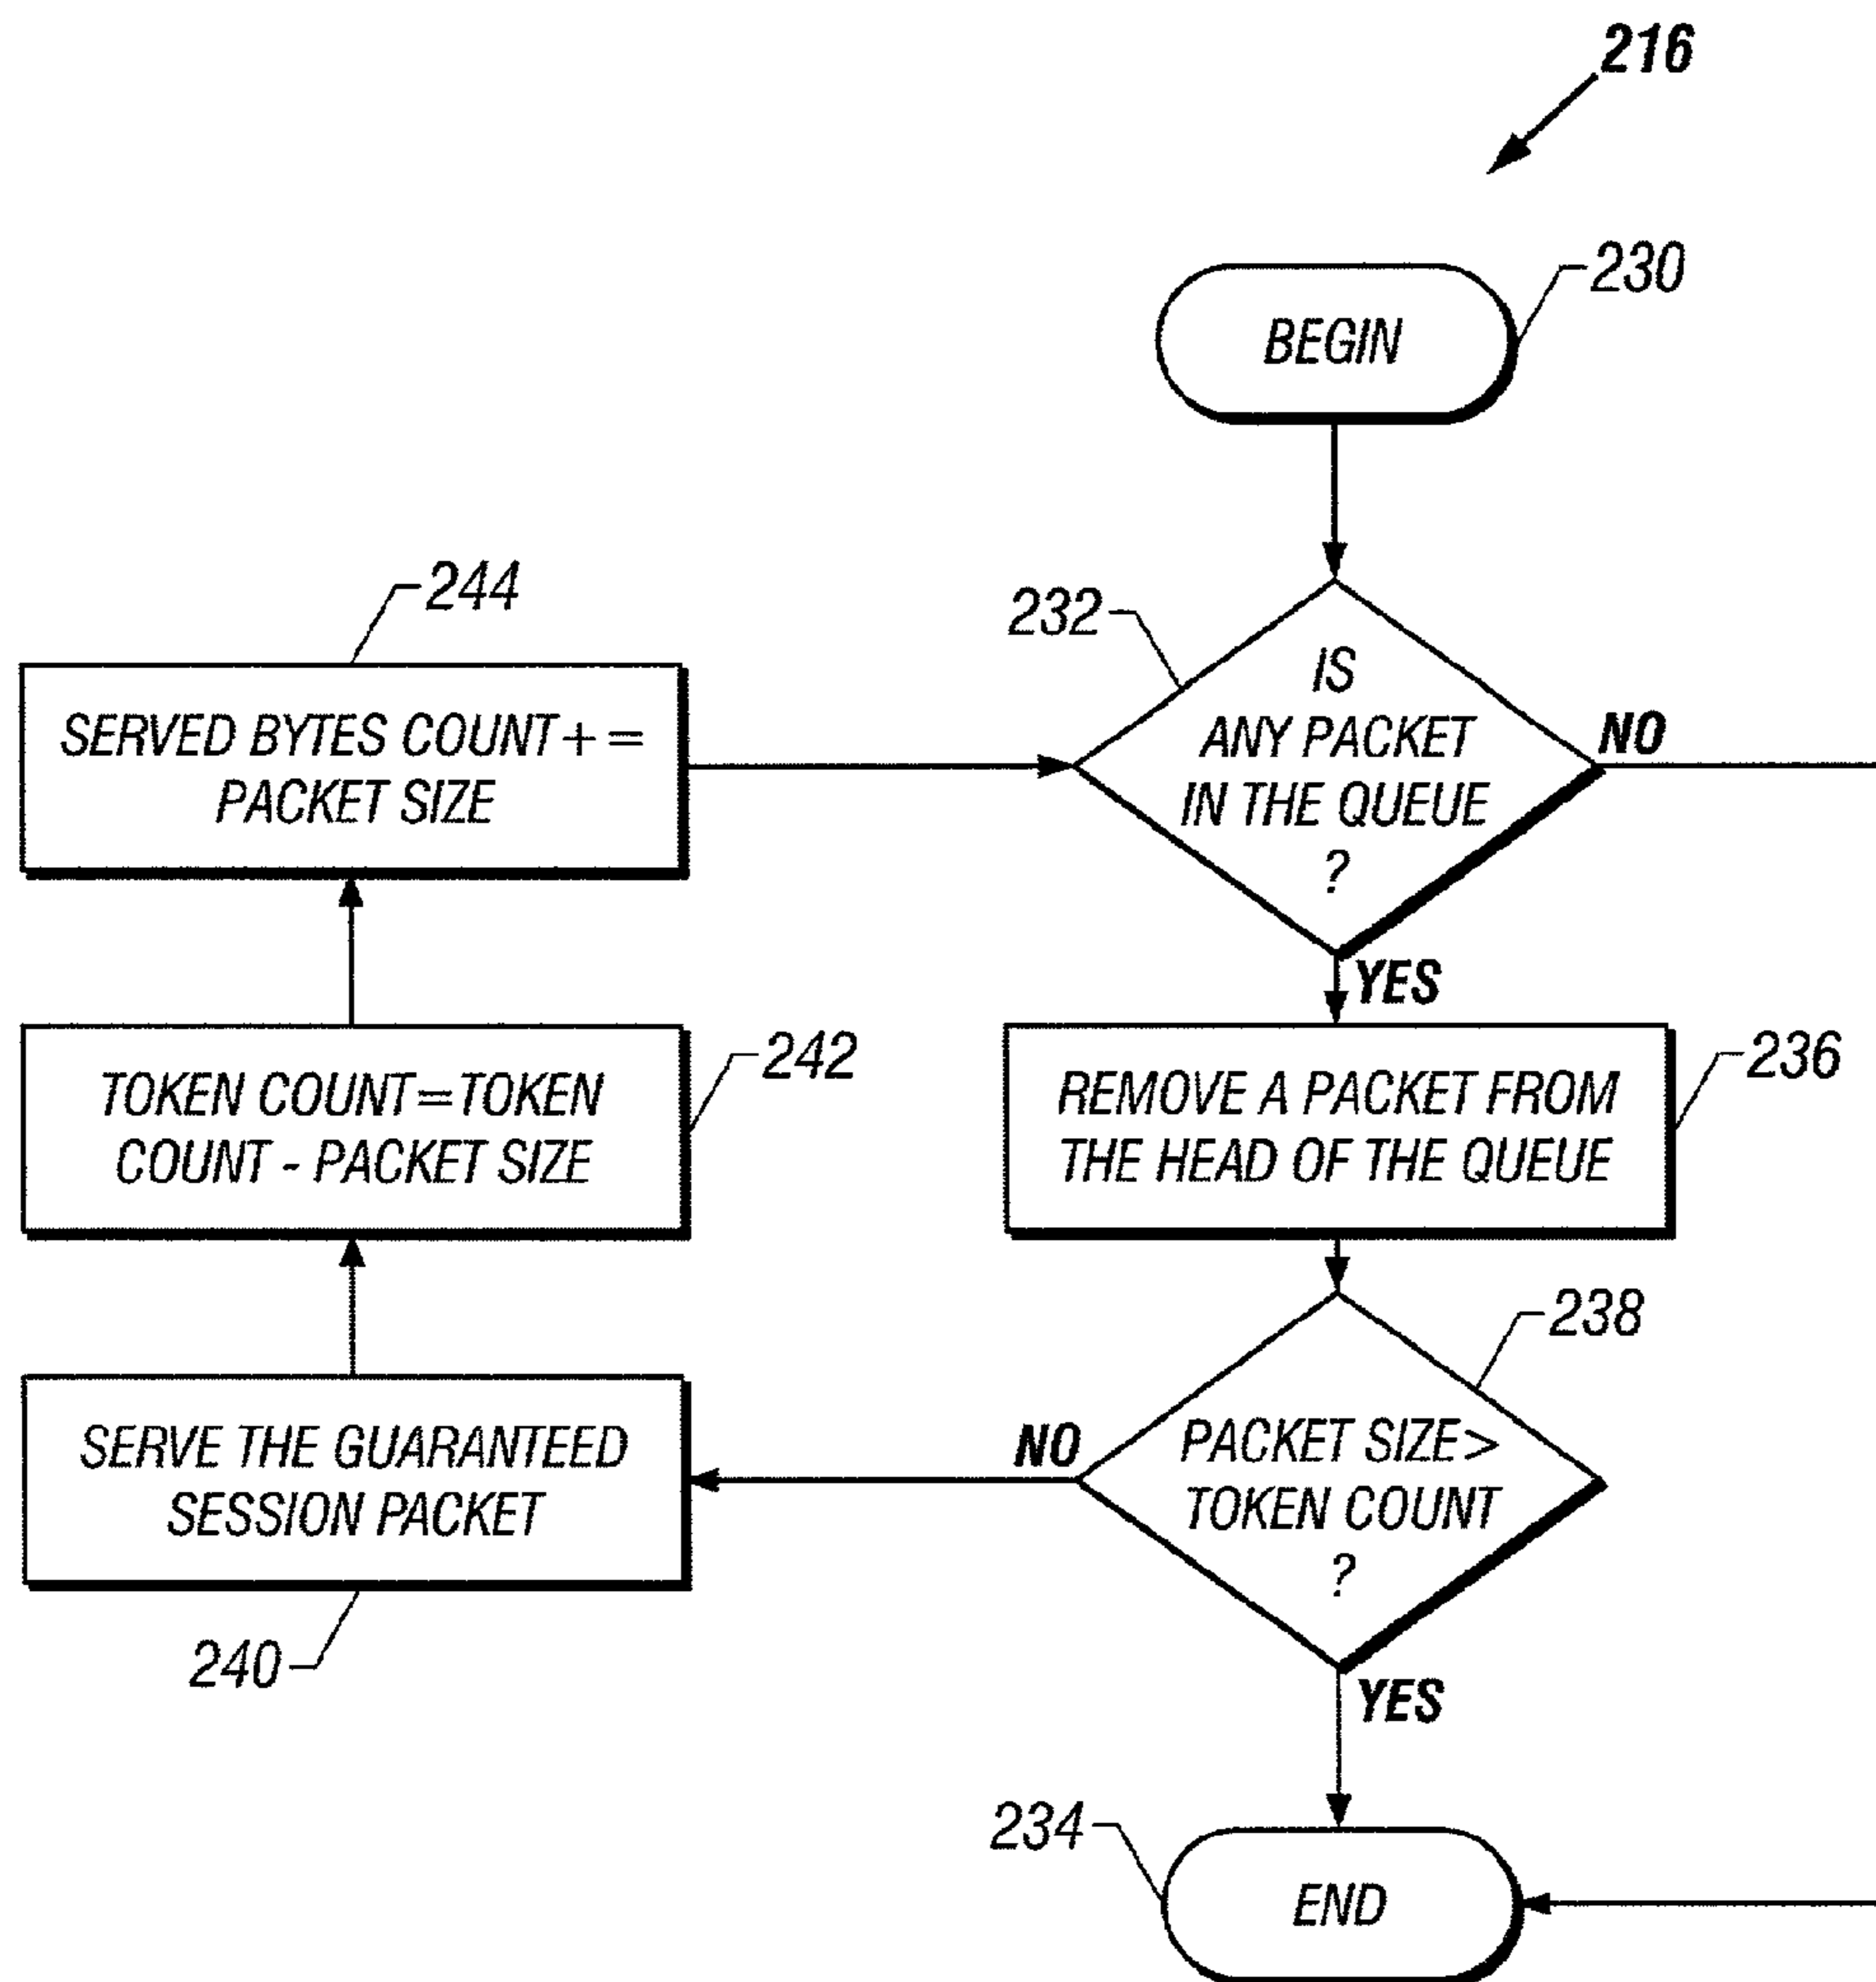 216
230
BEGIN
232
IS
ANY PACKET
IN THE QUEUE
?
NO
YES
244
SERVED BYTES COUNT+=
PACKET SIZE
242
TOKEN COUNT=TOKEN
COUNT - PACKET SIZE
236
REMOVE A PACKET FROM
THE HEAD OF THE QUEUE
238
PACKET SIZE>
TOKEN COUNT
?
NO
YES
SERVE THE GUARANTEED
SESSION PACKET
240
234
END